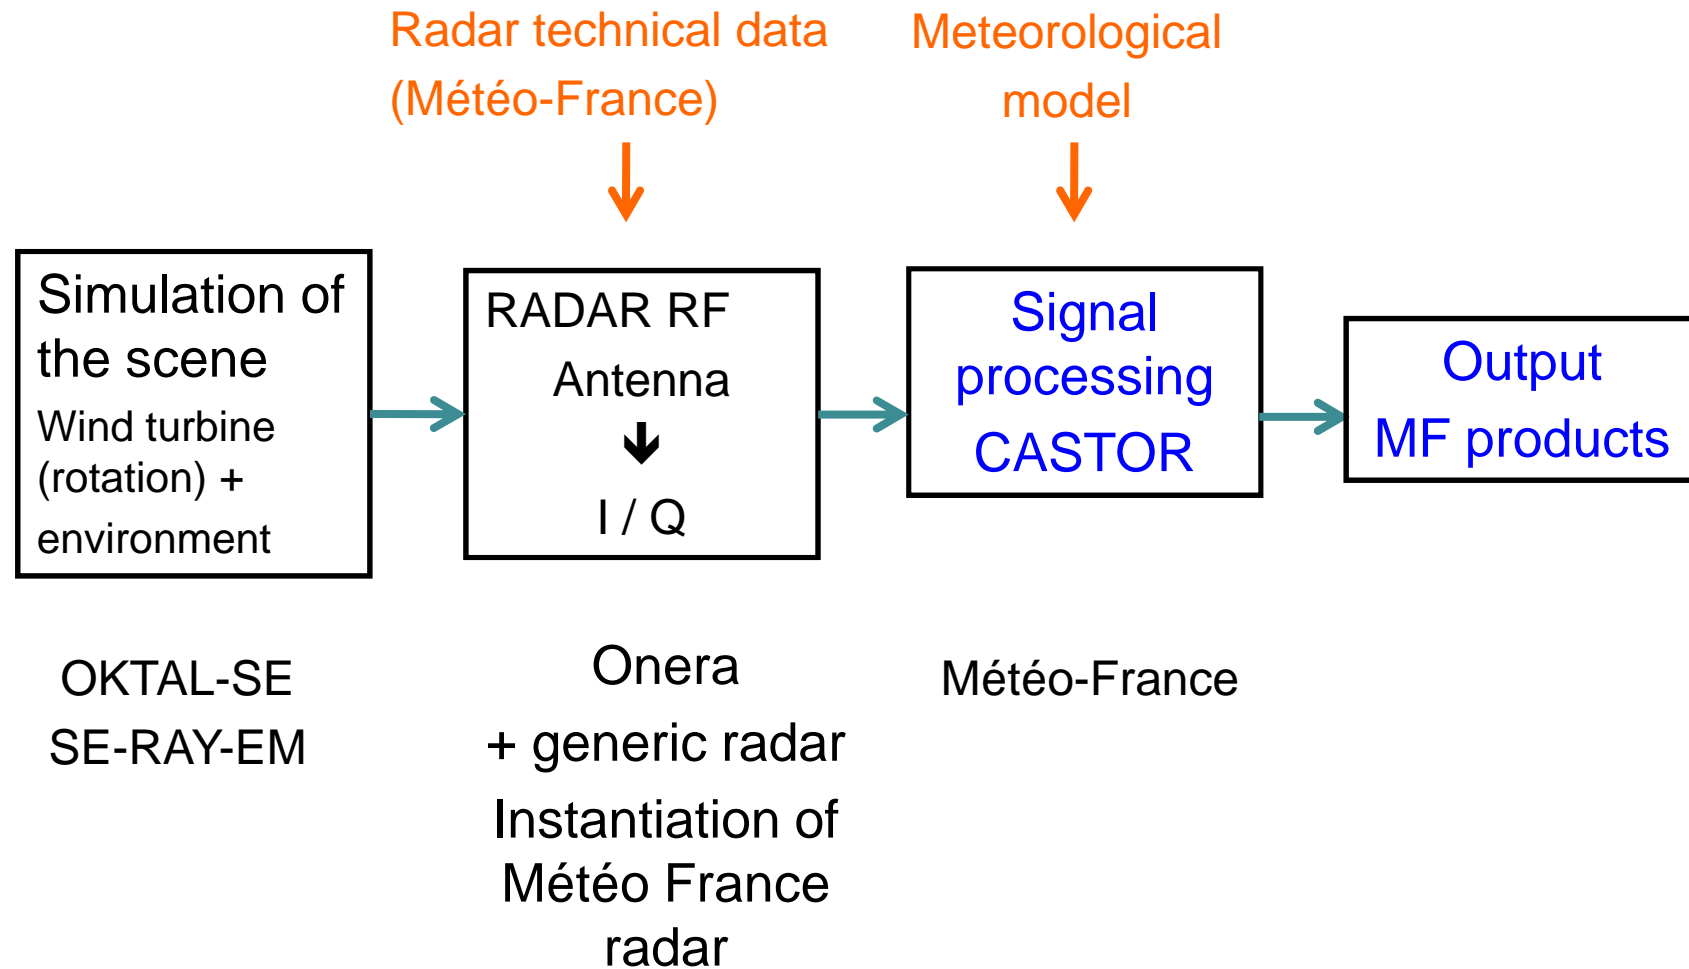 Radar technical data
(Météo-France)
Meteorological
model
Simulation of
the scene
Wind turbine
(rotation) +
environment
RADAR RF
Antenna
I / Q
Signal
processing
CASTOR
Output
MF products
OKTAL-SE
SE-RAY-EM
Onera
+ generic radar
Instantiation of
Météo France
radar
Météo-France